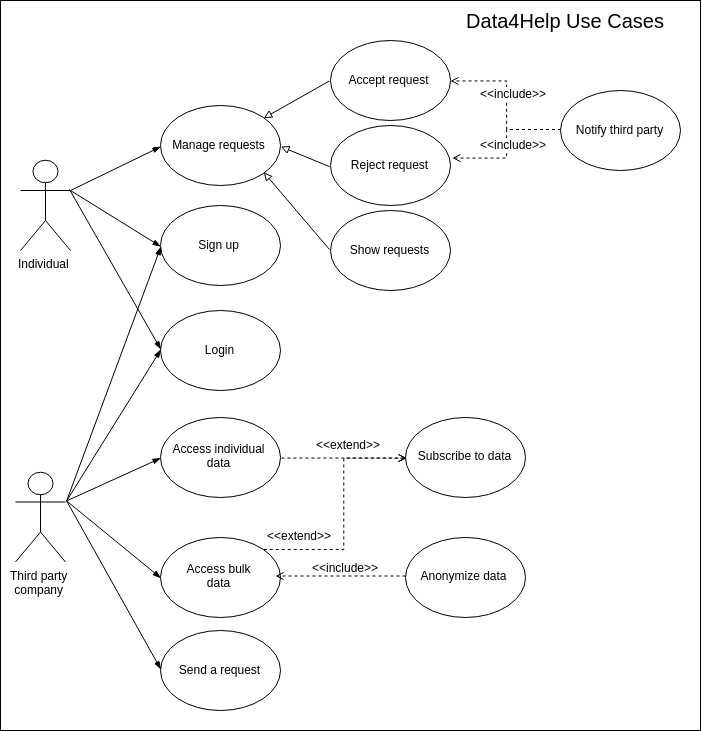 Data4Help Use Cases
Accept request
<<include>>
Manage requests
Notify third party
<<include>>
Reject request
Individual
Sign up
Show requests
Login
Access individual
data
<<extend>>
Subscribe to data
<<extend>>
Third party
company
Access bulk
data
<<include>>
Anonymize data
Send a request